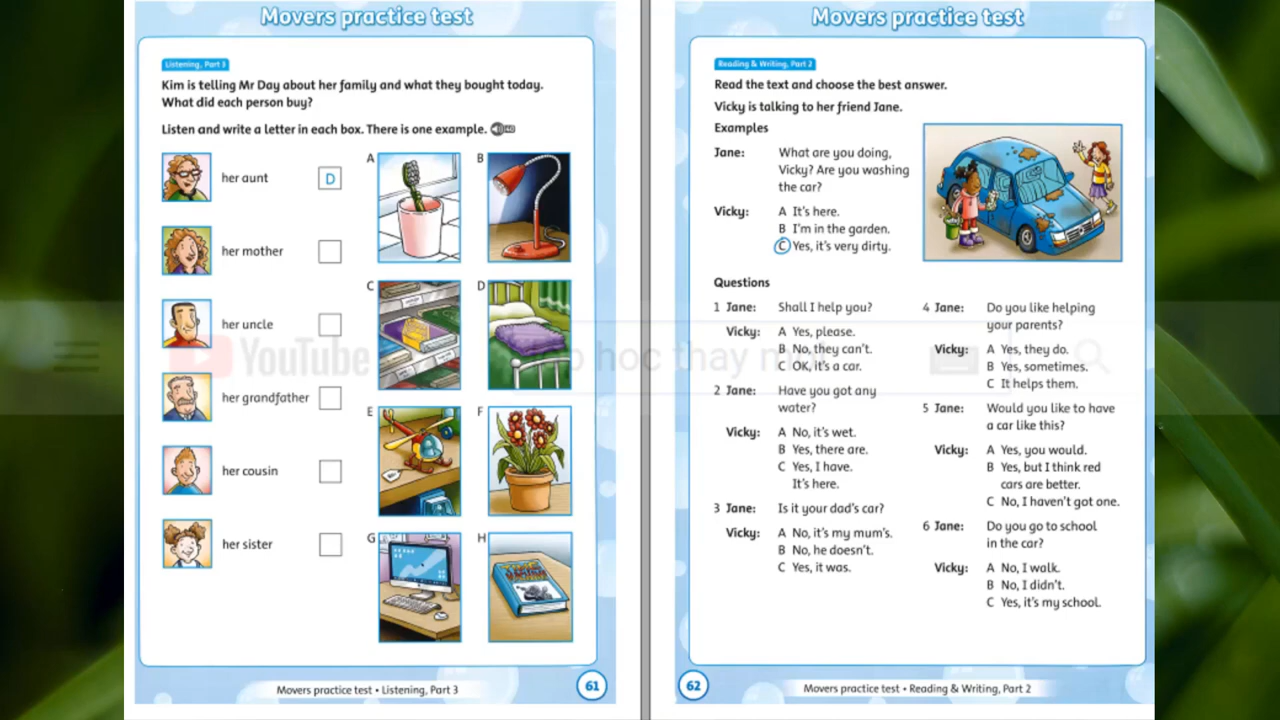 Movers practice test
Listening, Part 3
Kim is telling Mr Day about her family and what they bought today.
What did each person buy?
Listen and write a letter in each box. There is one example.
her aunt
D
her mother
her uncle
her grandfather
her cousin
her sister
A
B
C
D
E
F
G
H
Movers practice test • Listening, Part 3
61
Movers practice test
Reading & Writing, Part 2
Read the text and choose the best answer.
Vicky is talking to her friend Jane.
Examples
Jane: What are you doing,
Vicky? Are you washing
the car?
Vicky: A It's here.
B I'm in the garden.
C Yes, it's very dirty.
Questions
1 Jane: Shall I help you?
Vicky: A Yes, please.
B No, they can't.
C OK, it's a car.
2 Jane: Have you got any
water?
Vicky: A No, it's wet.
B Yes, there are.
C Yes, I have.
It's here.
3 Jane: Is it your dad's car?
Vicky: A No, it's my mum's.
B No, he doesn't.
C Yes, it was.
4 Jane: Do you like helping
your parents?
Vicky: A Yes, they do.
B Yes, sometimes.
C It helps them.
5 Jane: Would you like to have
a car like this?
Vicky: A Yes, you would.
B Yes, but I think red
cars are better.
C No, I haven't got one.
6 Jane: Do you go to school
in the car?
Vicky: A No, I walk.
B No, I didn't.
C Yes, it's my school.
Movers practice test • Reading & Writing, Part 2
62
YouTube